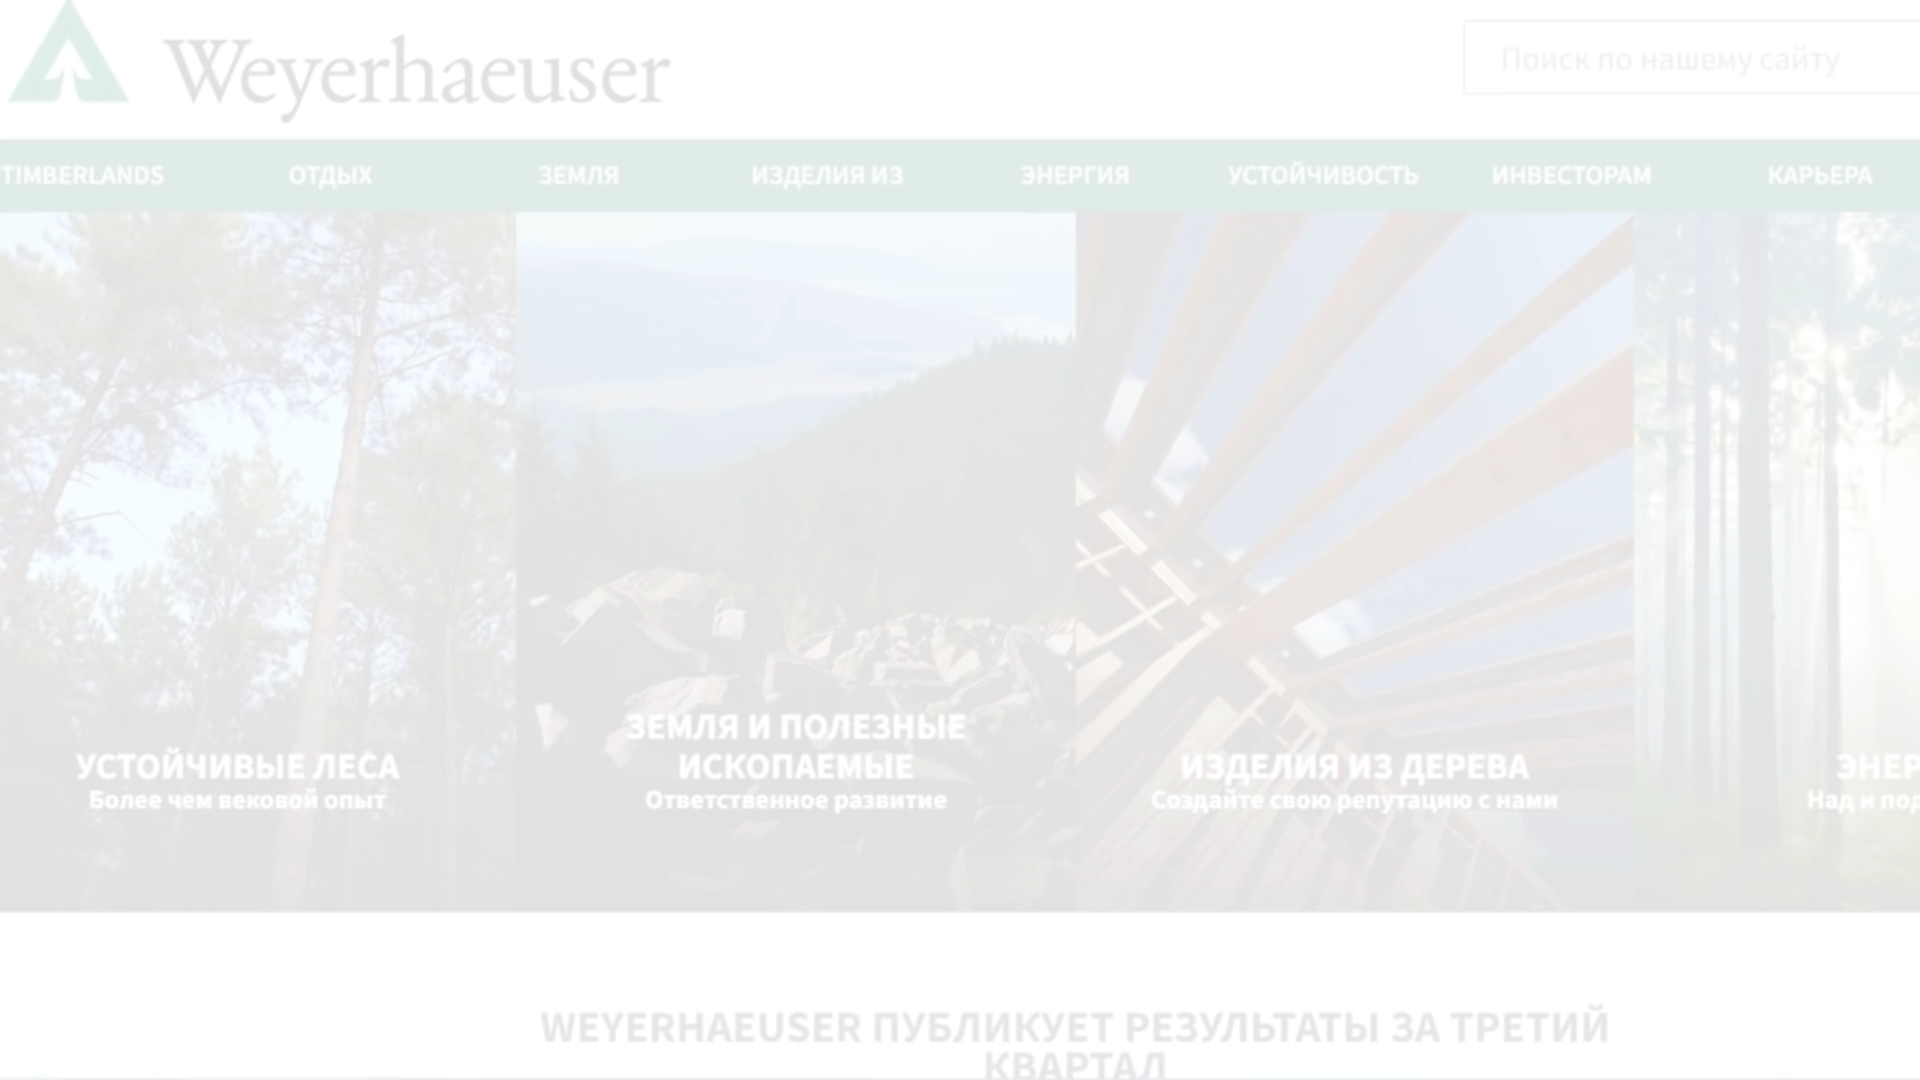 Weyerhaeuser
Поиск по нашему сайту
TIMBERLANDS ОТДЫХ ЗЕМЛЯ ИЗДЕЛИЯ ИЗ ЭНЕРГИЯ УСТОЙЧИВОСТЬ ИНВЕСТОРАМ КАРЬЕРА
УСТОЙЧИВЫЕ ЛЕСА
Более чем вековой опыт
ЗЕМЛЯ И ПОЛЕЗНЫЕ
ИСКОПАЕМЫЕ
Ответственное развитие
ИЗДЕЛИЯ ИЗ ДЕРЕВА
Создайте свою репутацию с нами
Над и
WEYERHAEUSER ПУБЛИКУЕТ РЕЗУЛЬТАТЫ ЗА ТРЕТИЙ
КВАРТАЛ